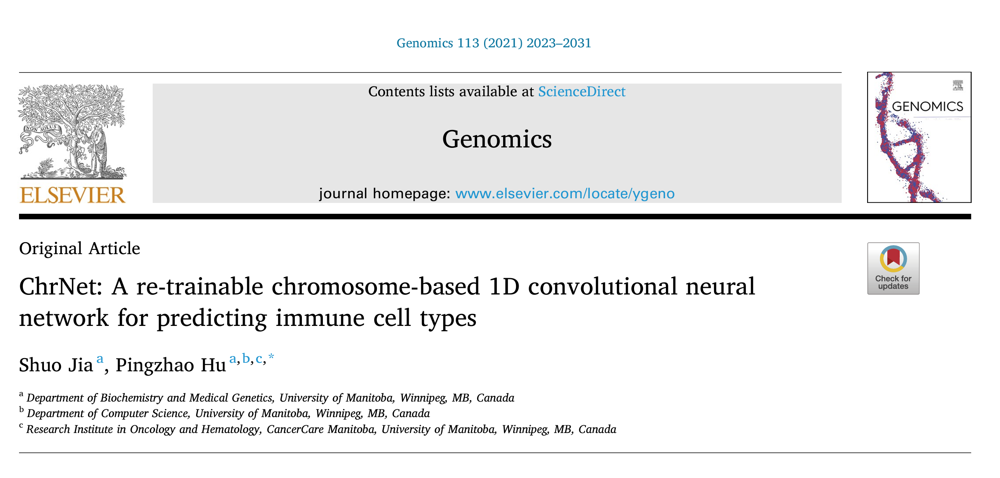 Genomics 113 (2021) 2023–2031
Contents lists available at ScienceDirect
Genomics
journal homepage: www.elsevier.com/locate/ygeno
NON SOLUS
ELSEVIER
ELSEVIER
GENOMICS
Original Article
Check for
updates
ChrNet: A re-trainable chromosome-based 1D convolutional neural
network for predicting immune cell types
Shuo Jia a, Pingzhao Hu a,b,c,*
a Department of Biochemistry and Medical Genetics, University of Manitoba, Winnipeg, MB, Canada
b Department of Computer Science, University of Manitoba, Winnipeg, MB, Canada
c Research Institute in Oncology and Hematology, CancerCare Manitoba, University of Manitoba, Winnipeg, MB, Canada